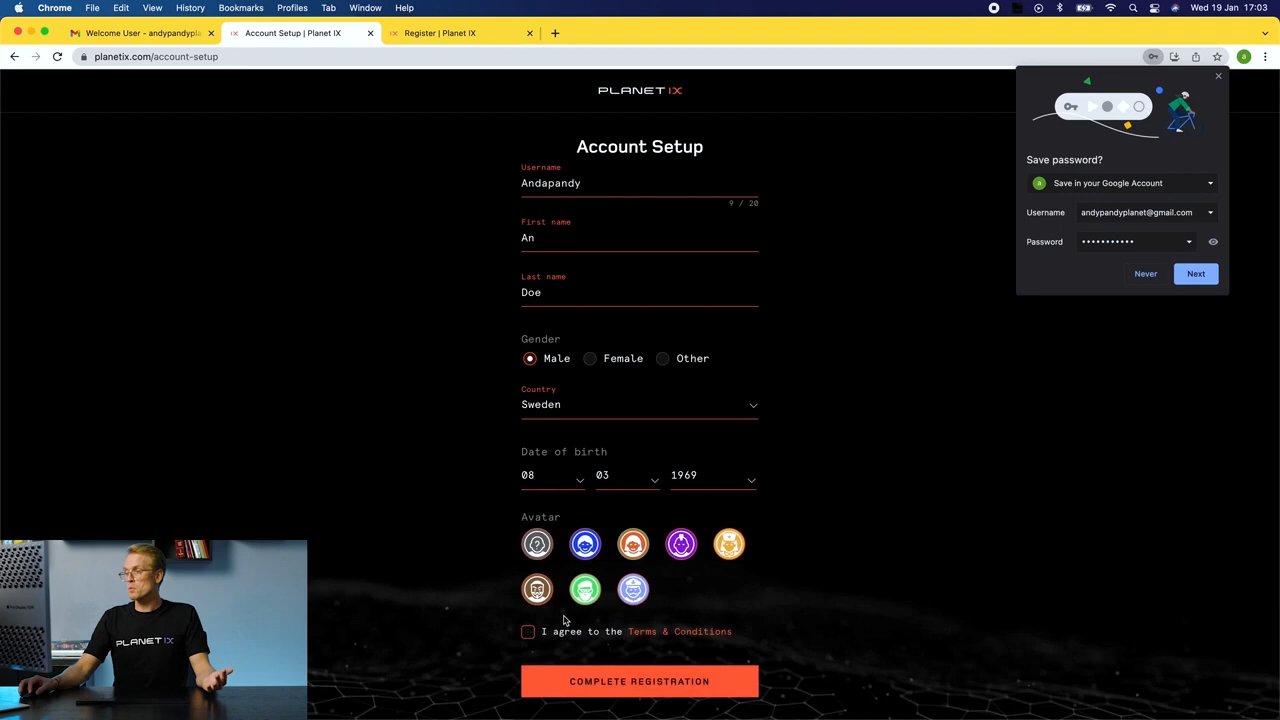 Chrome File Edit View History Bookmarks Profiles Tab Window Help Wed 19 Jan 17:03
Welcome User - andypandypla Account Setup | Planet IX Register | Planet IX
planetix.com/account-setup a
PLANET IX
Account Setup
Username
Andapandy
9 / 20
First name
An
Last name
Doe
Gender
Male Female Other
Country
Sweden
Date of birth
08 03 1969
Avatar
I agree to the Terms & Conditions
COMPLETE REGISTRATION
Save password?
a Save in your Google Account
Username andypandyplanet@gmail.com
Password •••••••••••
Never Next
PLANET IX